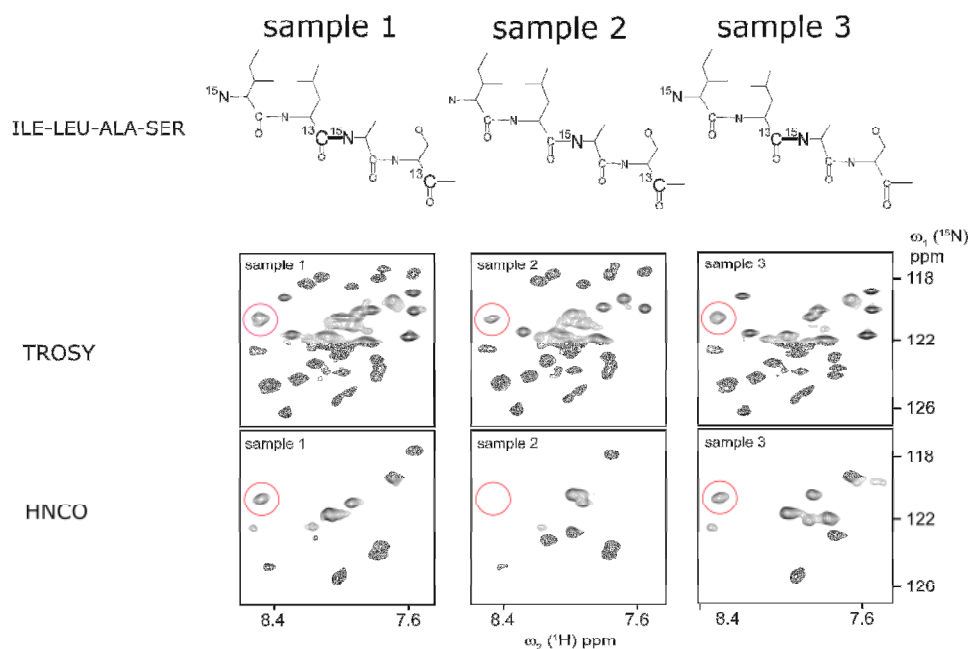 sample 1 sample 2 sample 3
ILE-LEU-ALA-SER
15N O N 13C 15N O O N O 13C O
N O N O 15N O N O 13C O
15N O N 13C 15N O O N O O
TROSY
sample 1 sample 2 sample 3
ω1 (15N)
ppm
118
122
126
HNCO
sample 1 sample 2 sample 3
118
122
126
8.4 7.6 8.4 7.6 8.4 7.6
ω2 (1H) ppm